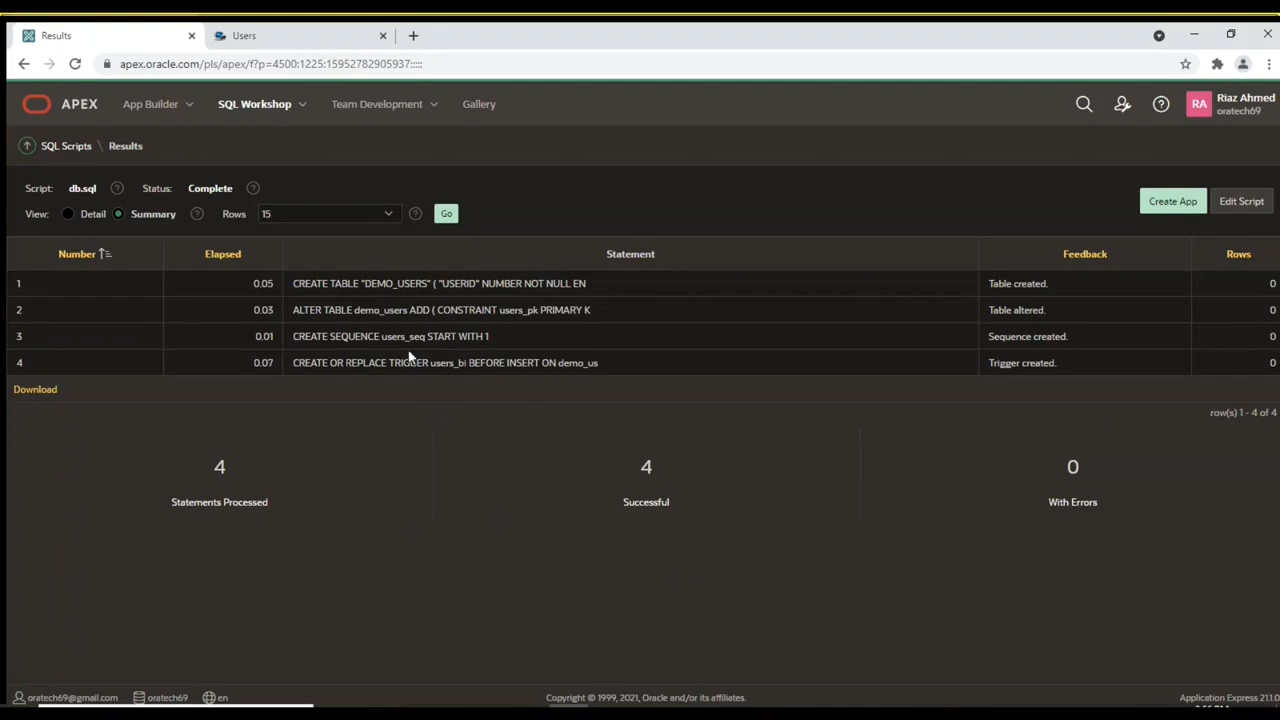 Results
Users
apex.oracle.com/pls/apex/f?p=4500:1225:15952782905937:::::
APEX App Builder SQL Workshop Team Development Gallery RA Riaz Ahmed
oratech69
SQL Scripts \ Results
Script: db.sql Status: Complete
View: Detail Summary Rows 15 Go Create App Edit Script
Number Elapsed Statement Feedback Rows
1 0.05 CREATE TABLE "DEMO_USERS" ( "USERID" NUMBER NOT NULL EN Table created. 0
2 0.03 ALTER TABLE demo_users ADD ( CONSTRAINT users_pk PRIMARY K Table altered. 0
3 0.01 CREATE SEQUENCE users_seq START WITH 1 Sequence created. 0
4 0.07 CREATE OR REPLACE TRIGGER users_bi BEFORE INSERT ON demo_us Trigger created. 0
Download
row(s) 1 - 4 of 4
4 4 0
Statements Processed Successful With Errors
oratech69@gmail.com oratech69 en Copyright © 1999, 2021, Oracle and/or its affiliates. Application Express 21.1.0